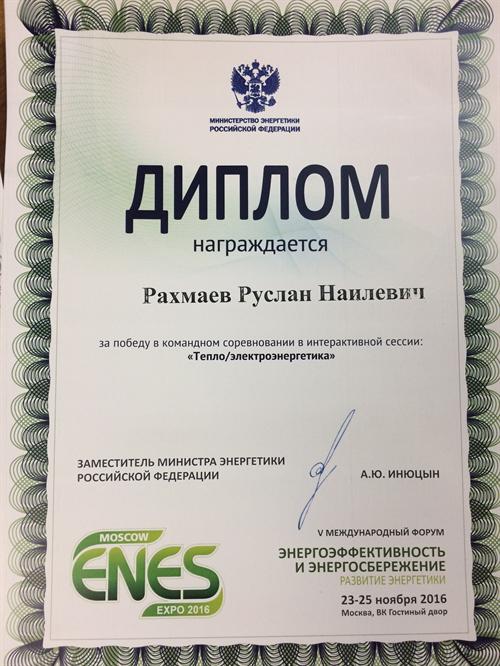 МИНИСТЕРСТВО ЭНЕРГЕТИКИ
РОССИЙСКОЙ ФЕДЕРАЦИИ
ДИПЛОМ
награждается
Рахмаев Руслан Наилевич
за победу в командном соревновании в интерактивной сессии:
«Тепло/электроэнергетика»
ЗАМЕСТИТЕЛЬ МИНИСТРА ЭНЕРГЕТИКИ
РОССИЙСКОЙ ФЕДЕРАЦИИ
А.Ю. ИНЮЦЫН
MOSCOW
ENES
EXPO 2016
V МЕЖДУНАРОДНЫЙ ФОРУМ
ЭНЕРГОЭФФЕКТИВНОСТЬ
И ЭНЕРГОСБЕРЕЖЕНИЕ
РАЗВИТИЕ ЭНЕРГЕТИКИ
23-25 ноября 2016
Москва, ВК Гостиный двор